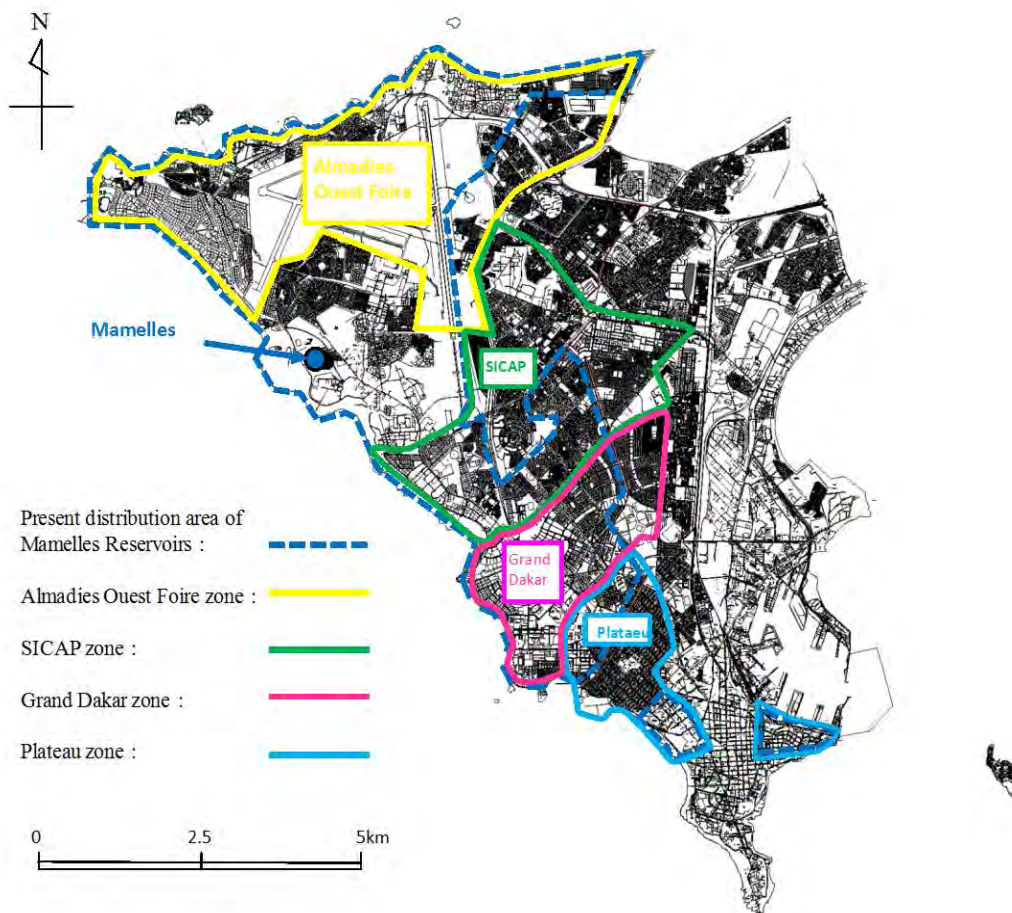 N
Almadies
Ouest Foire
Mamelles
SICAP
Grand
Dakar
Plataeu
Present distribution area of
Mamelles Reservoirs :
Almadies Ouest Foire zone :
SICAP zone :
Grand Dakar zone :
Plateau zone :
0 2.5 5km